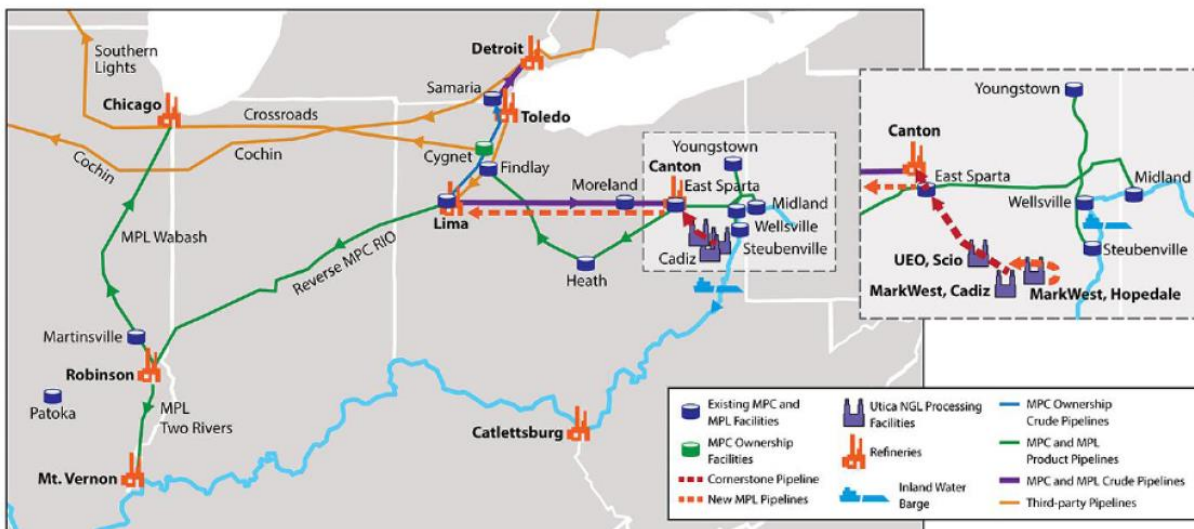 Southern
Lights
Chicago
Crossroads
Cochin
Cochin
MPL Wabash
Martinsville
Robinson
Patoka
MPL
Two Rivers
Mt. Vernon
Detroit
Samaria
Toledo
Cygnet
Findlay
Lima
Reverse MPC RIO
Moreland
Heath
Canton
East Sparta
Youngstown
Midland
Wellsville
Steubenville
Cadiz
Catlettsburg
Youngstown
Canton
East Sparta
Midland
Wellsville
Steubenville
UEO, Scio
MarkWest, Cadiz
MarkWest, Hopedale
Existing MPC and
MPL Facilities
MPC Ownership
Facilities
Cornerstone Pipeline
New MPL Pipelines
Utica NGL Processing
Facilities
Refineries
Inland Water
Barge
MPC Ownership
Crude Pipelines
MPC and MPL
Product Pipelines
MPC and MPL Crude Pipelines
Third-party Pipelines